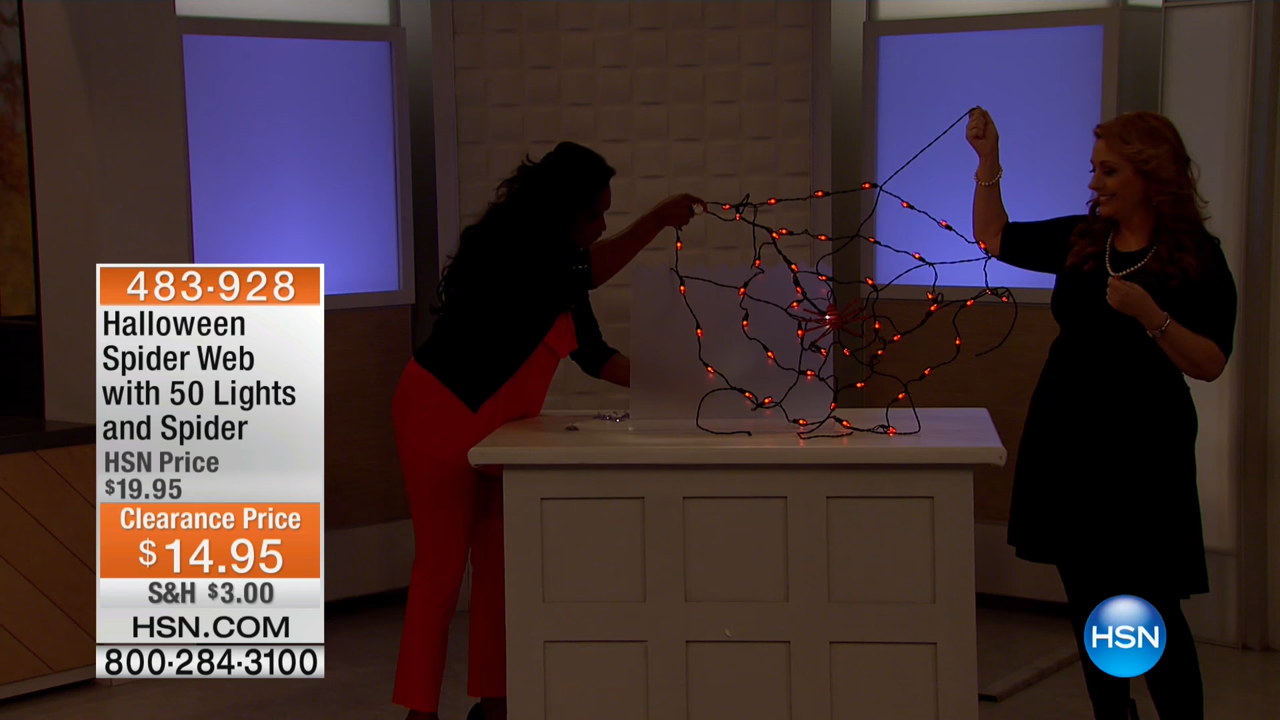 483-928
Halloween
Spider Web
with 50 Lights
and Spider
HSN Price
$19.95
Clearance Price
$14.95
S&H $3.00
HSN.COM
800-284-3100
HSN